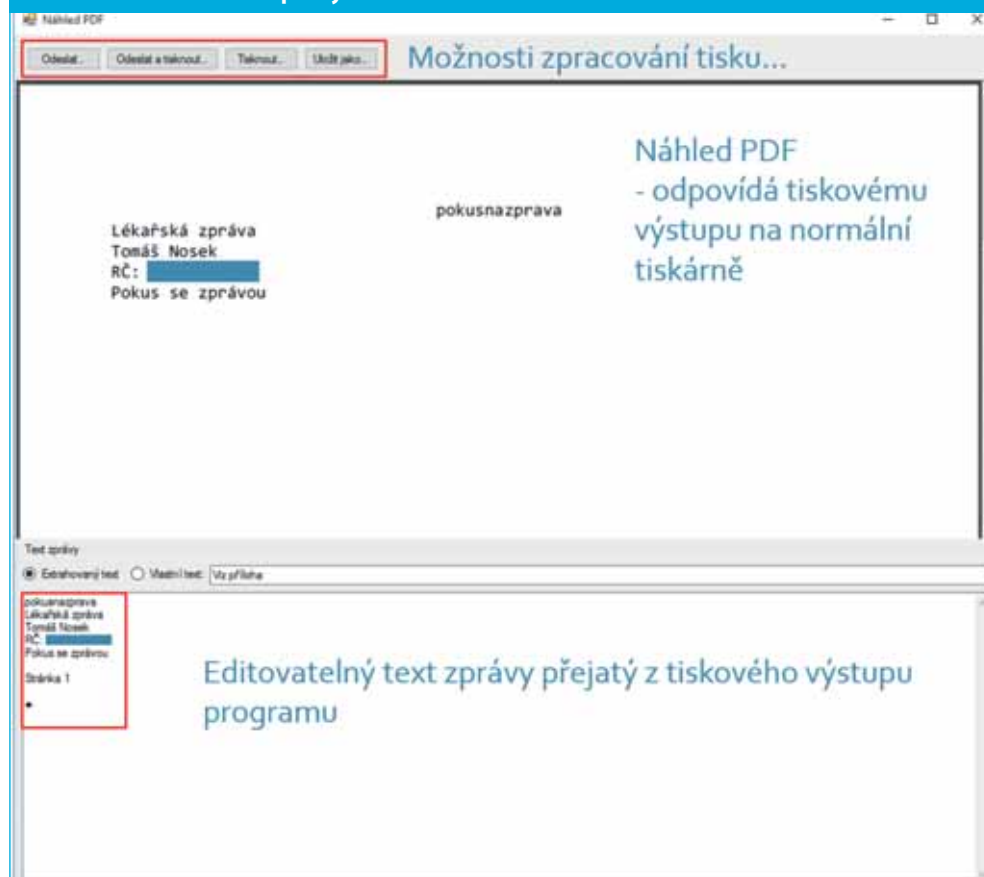 Náhled PDF
Odeslat... Odeslat a tisknout... Tisknout... Uložit jako...
Možnosti zpracování tisku...
Náhled PDF
- odpovídá tiskovému
výstupu na normální
tiskárně
pokusnazprava
Lékařská zpráva
Tomáš Nosek
RČ:
Pokus se zprávou
Text zprávy
Extrahovaný text Vlastní text: Viz příloha
pokusnazprava
Lékařská zpráva
Tomáš Nosek
RČ:
Pokus se zprávou
Stránka 1
Editovatelný text zprávy přejatý z tiskového výstupu
programu